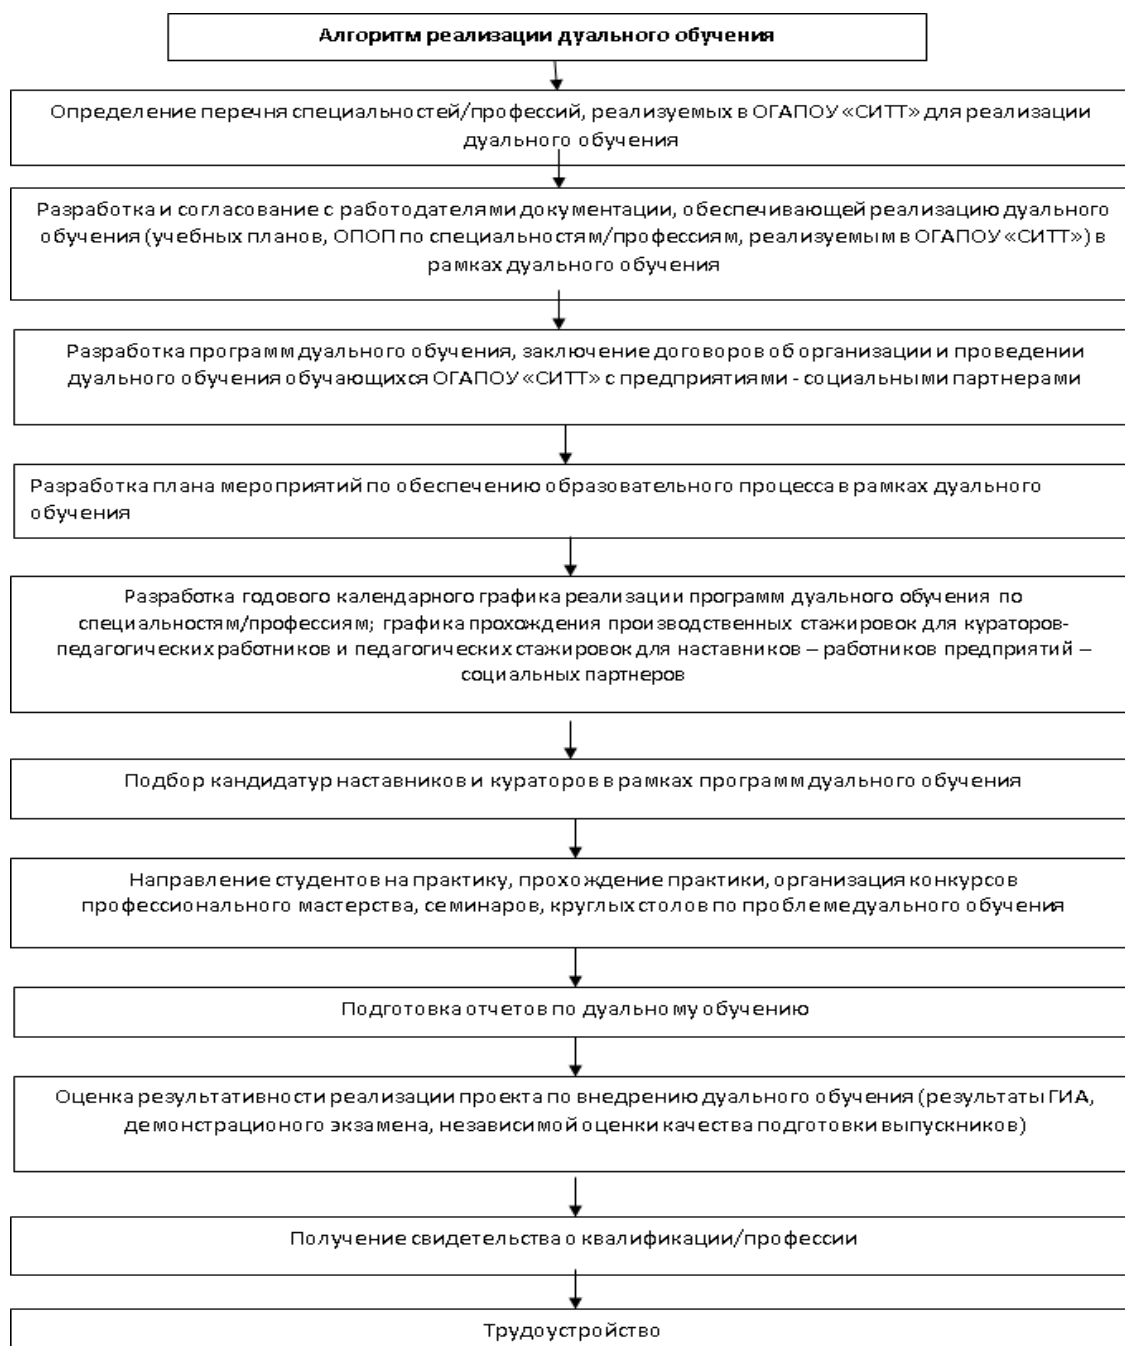 Алгоритм реализации дуального обучения
Определение перечня специальностей/профессий, реализуемых в ОГАПОУ «СИТТ» для реализации
дуального обучения
Разработка и согласование с работодателями документации, обеспечивающей реализацию дуального
обучения (учебных планов, ОПОП по специальностям/профессиям, реализуемым в ОГАПОУ «СИТТ») в
рамках дуального обучения
Разработка программ дуального обучения, заключение договоров об организации и проведении
дуального обучения обучающихся ОГАПОУ «СИТТ» с предприятиями - социальными партнерами
Разработка плана мероприятий по обеспечению образовательного процесса в рамках дуального
обучения
Разработка годового календарного графика реализации программ дуального обучения по
специальностям/профессиям; графика прохождения производственных стажировок для кураторов-
педагогических работников и педагогических стажировок для наставников – работников предприятий –
социальных партнеров
Подбор кандидатур наставников и кураторов в рамках программ дуального обучения
Направление студентов на практику, прохождение практики, организация конкурсов
профессионального мастерства, семинаров, круглых столов по проблеме дуального обучения
Подготовка отчетов по дуальному обучению
Оценка результативности реализации проекта по внедрению дуального обучения (результаты ГИА,
демонстрационого экзамена, независимой оценки качества подготовки выпускников)
Получение свидетельства о квалификации/профессии
Трудоустройство